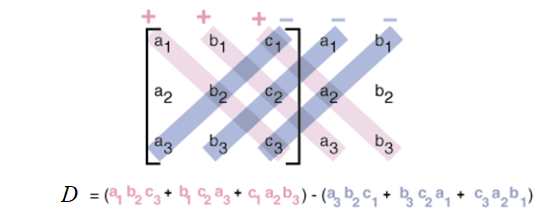 + + + − − −
a₁ b₁ c₁ a₁ b₁
a₂ b₂ c₂ a₂ b₂
a₃ b₃ c₃ a₃ b₃
D = (a₁ b₂ c₃ + b₁ c₂ a₃ + c₁ a₂ b₃) - (a₃ b₂ c₁ + b₃ c₂ a₁ + c₃ a₂ b₁)